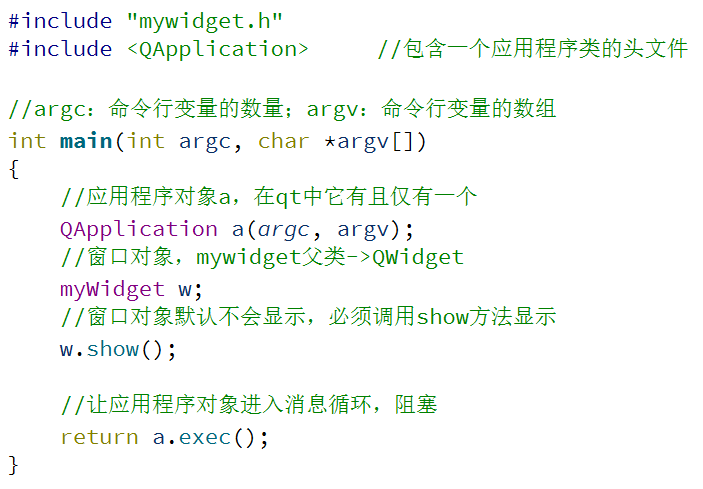 #include "mywidget.h"
#include <QApplication>    //包含一个应用程序类的头文件
//argc：命令行变量的数量；argv：命令行变量的数组
int main(int argc, char *argv[])
{
    //应用程序对象a，在qt中它有且仅有一个
    QApplication a(argc, argv);
    //窗口对象，mywidget父类->QWidget
    myWidget w;
    //窗口对象默认不会显示，必须调用show方法显示
    w.show();
    //让应用程序对象进入消息循环，阻塞
    return a.exec();
}